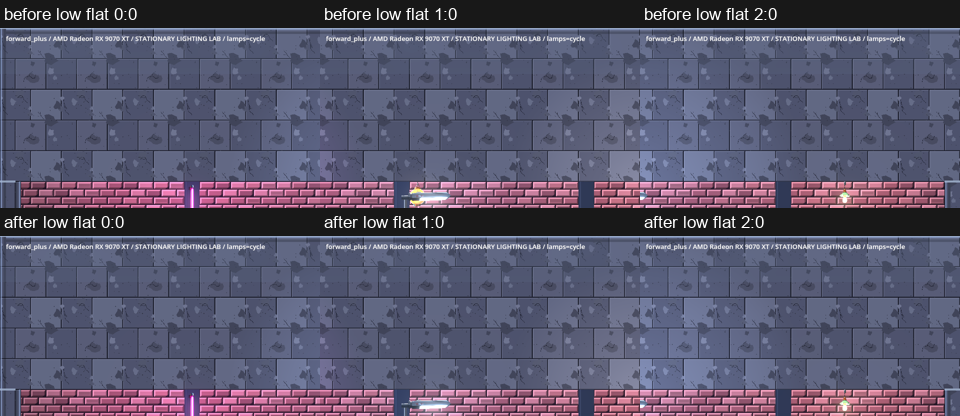 before low flat 0:0
before low flat 1:0
before low flat 2:0
forward_plus / AMD Radeon RX 9070 XT / STATIONARY LIGHTING LAB / lamps=cycle
forward_plus / AMD Radeon RX 9070 XT / STATIONARY LIGHTING LAB / lamps=cycle
forward_plus / AMD Radeon RX 9070 XT / STATIONARY LIGHTING LAB / lamps=cycle
after low flat 0:0
after low flat 1:0
after low flat 2:0
forward_plus / AMD Radeon RX 9070 XT / STATIONARY LIGHTING LAB / lamps=cycle
forward_plus / AMD Radeon RX 9070 XT / STATIONARY LIGHTING LAB / lamps=cycle
forward_plus / AMD Radeon RX 9070 XT / STATIONARY LIGHTING LAB / lamps=cycle